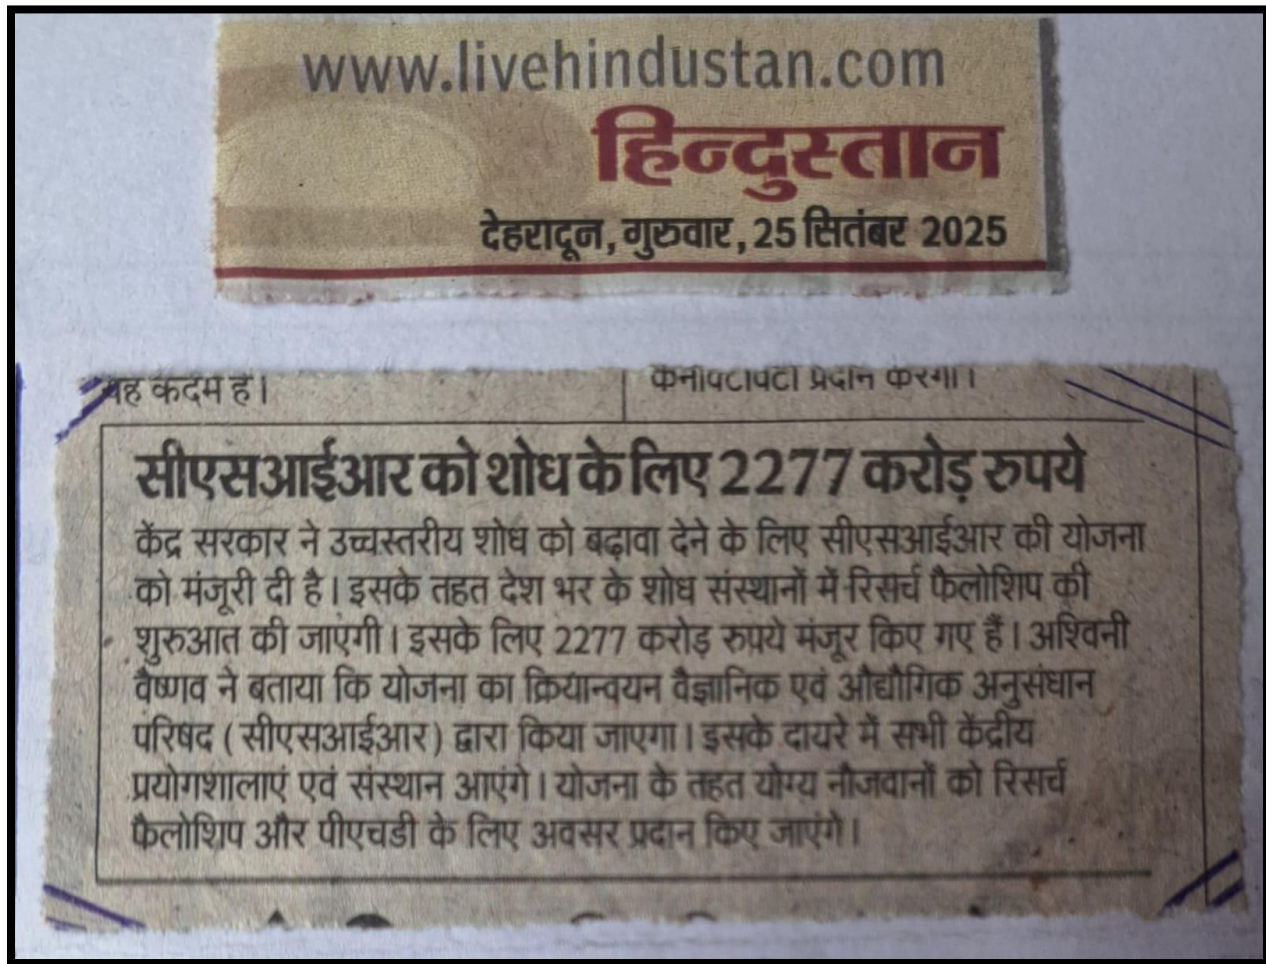 www.livehindustan.com
हिन्दुस्तान
देहरादून, गुरुवार, 25 सितंबर 2025
यह कदम है।
कनेक्टिविटी प्रदान करेगा।
सीएसआईआर को शोध के लिए 2277 करोड़ रुपये
केंद्र सरकार ने उच्चस्तरीय शोध को बढ़ावा देने के लिए सीएसआईआर की योजना
को मंजूरी दी है। इसके तहत देश भर के शोध संस्थानों में रिसर्च फैलोशिप की
शुरुआत की जाएंगी। इसके लिए 2277 करोड़ रुपये मंजूर किए गए हैं। अश्विनी
वैष्णव ने बताया कि योजना का क्रियान्वयन वैज्ञानिक एवं औद्यौगिक अनुसंधान
परिषद (सीएसआईआर) द्वारा किया जाएगा। इसके दायरे में सभी केंद्रीय
प्रयोगशालाएं एवं संस्थान आएंगे। योजना के तहत योग्य नौजवानों को रिसर्च
फैलोशिप और पीएचडी के लिए अवसर प्रदान किए जाएंगे।